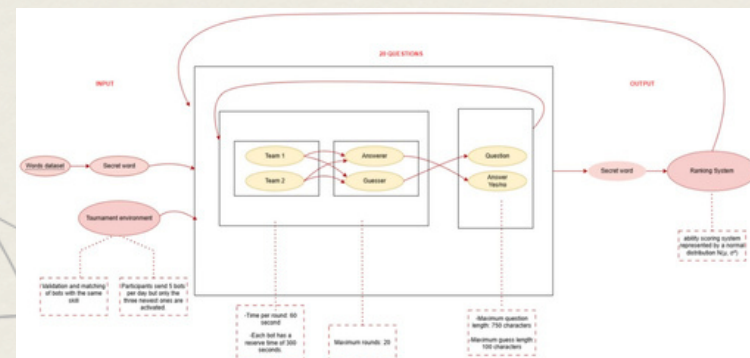 20 QUESTIONS
INPUT
OUTPUT
Team 1
Answerer
Question
Words dataset
Secret word
Secret word
Ranking System
Team 2
Guesser
Answer
Yes/no
Tournament environment
ability scoring system
represented by a normal
distribution N(μ, σ²)
Validation and matching
of bots with the same
skill
Participants send 5 bots
per day but only the
three newest ones are
activated
-Time per round: 60
second
-Each bot has a
reserve time of 300
seconds.
Maximum rounds: 20
-Maximum question
length: 750 characters
-Maximum guess length:
100 characters